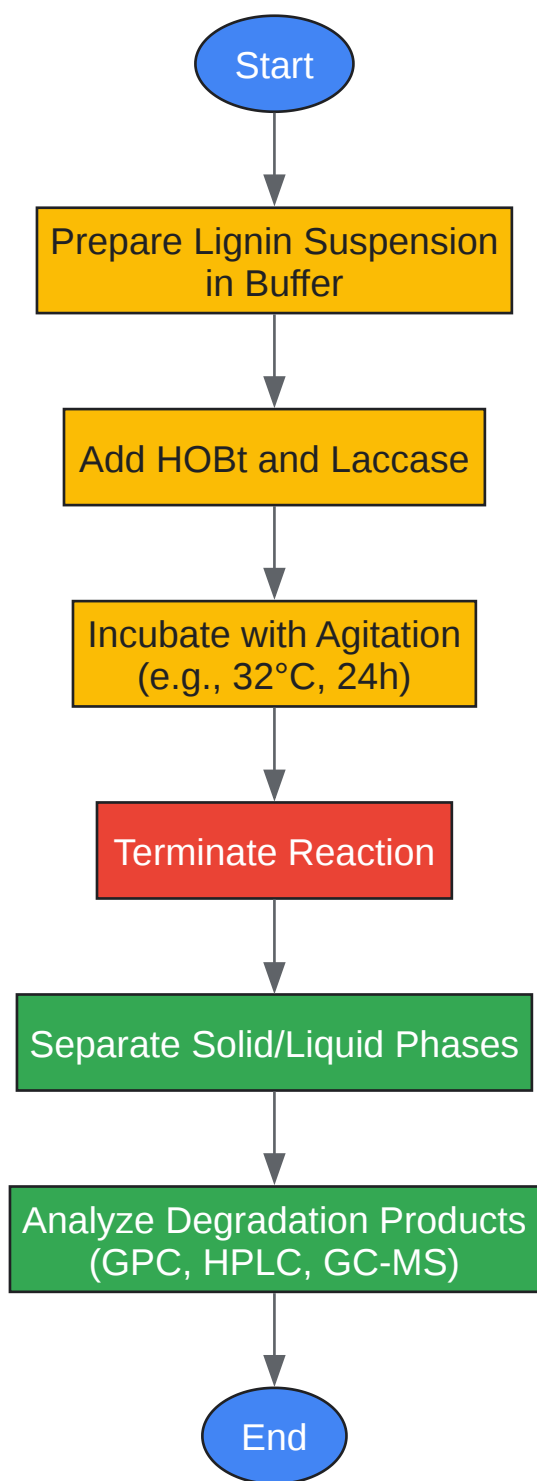 Start
Prepare Lignin Suspension
in Buffer
Add HOBt and Laccase
Incubate with Agitation
(e.g., 32°C, 24h)
Terminate Reaction
Separate Solid/Liquid Phases
Analyze Degradation Products
(GPC, HPLC, GC-MS)
End